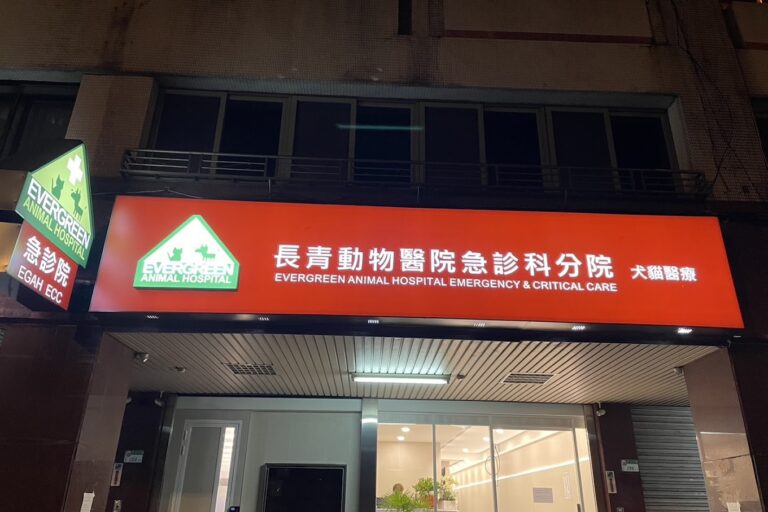 EVERGREEN
ANIMAL HOSPITAL
急診院
EGAH ECC
EVERGREEN
ANIMAL HOSPITAL
長青動物醫院急診科分院 犬貓醫療
EVERGREEN ANIMAL HOSPITAL EMERGENCY & CRITICAL CARE